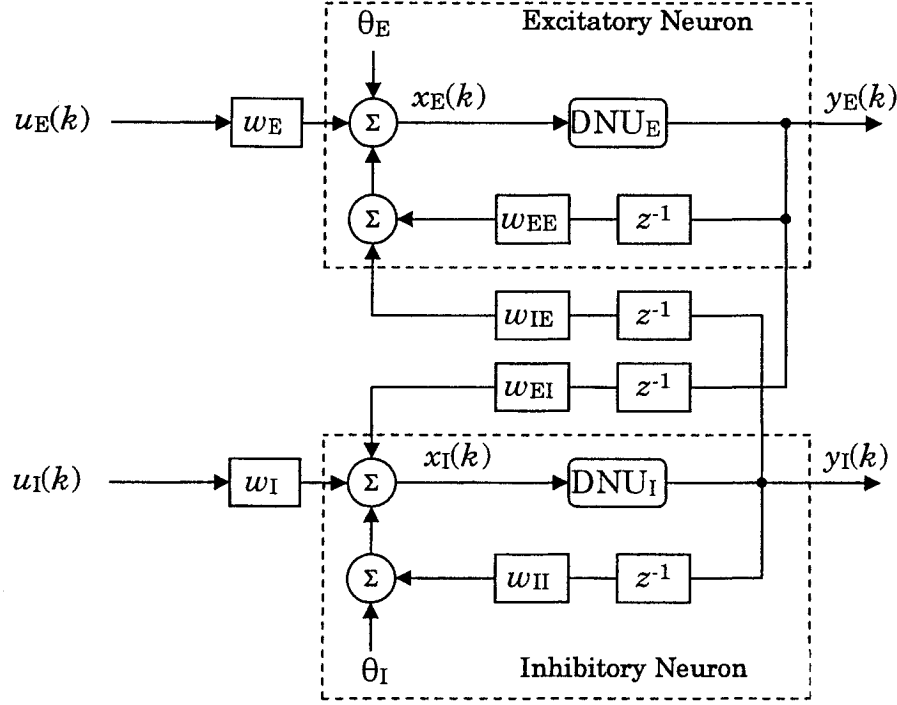 θE Excitatory Neuron
uE(k) wE Σ xE(k) DNUE yE(k)
Σ wEE z-1
wIE z-1
wEI z-1
uI(k) wI Σ xI(k) DNUI yI(k)
Σ wII z-1
θI Inhibitory Neuron